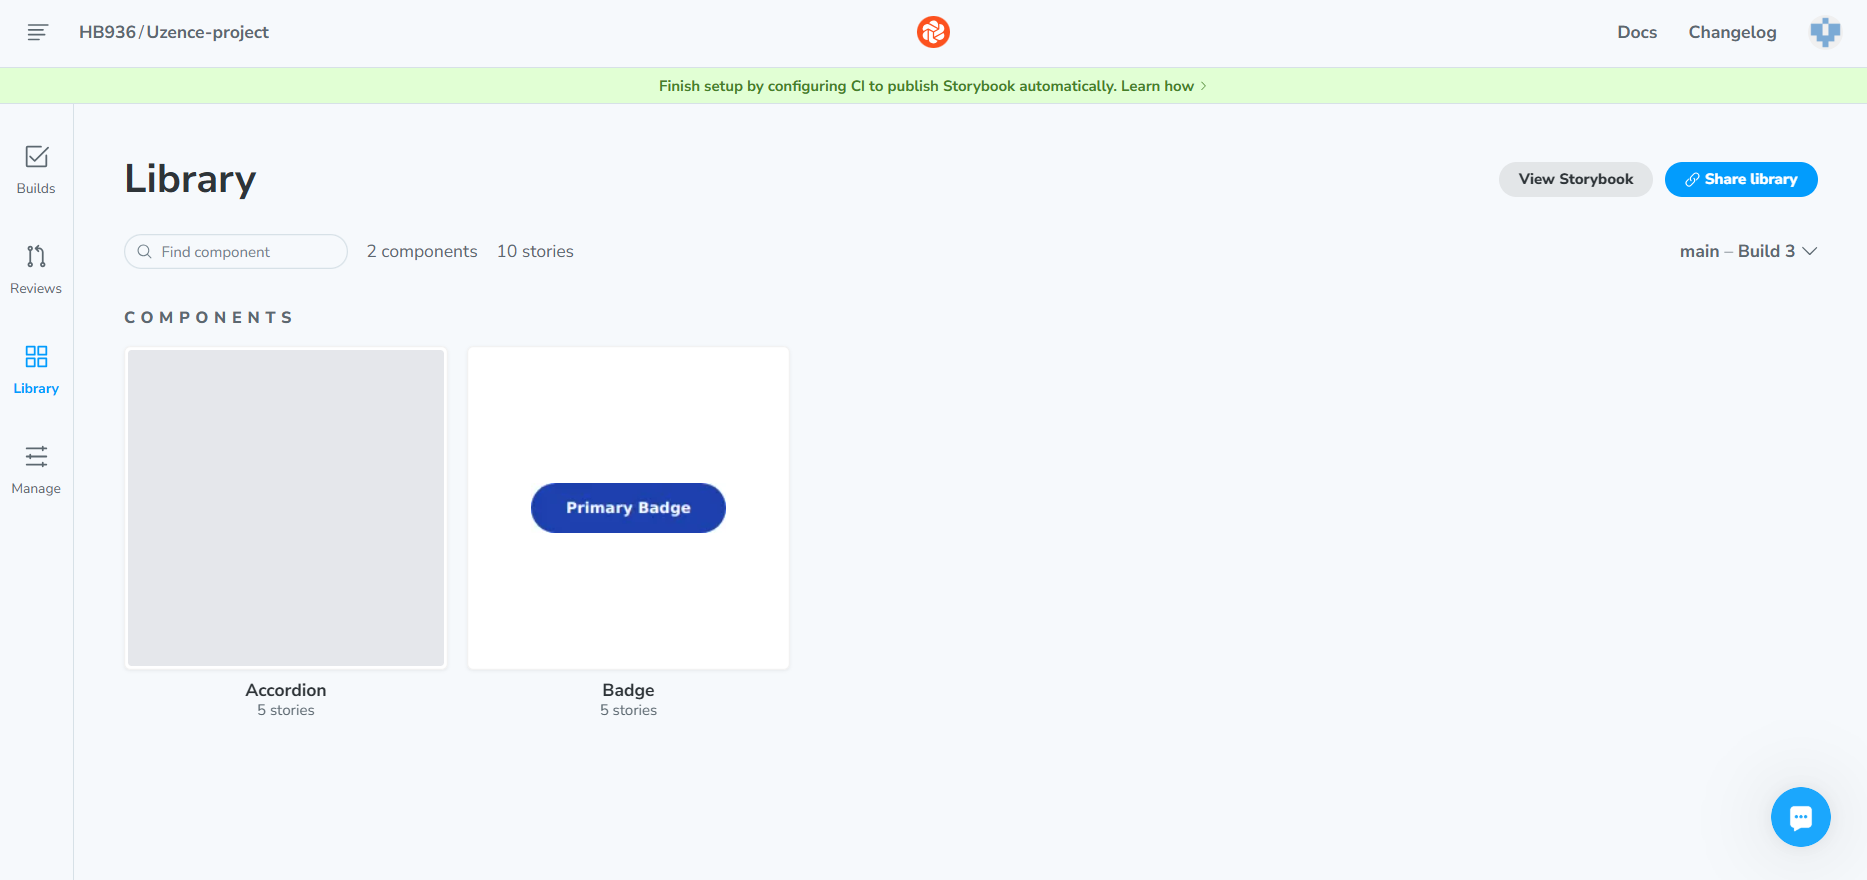 HB936 / Uzence-project
Docs
Changelog
Finish setup by configuring CI to publish Storybook automatically. Learn how
Builds
Reviews
Library
Manage
Library
View Storybook
Share library
Find component
2 components
10 stories
main – Build 3
COMPONENTS
Primary Badge
Accordion
5 stories
Badge
5 stories